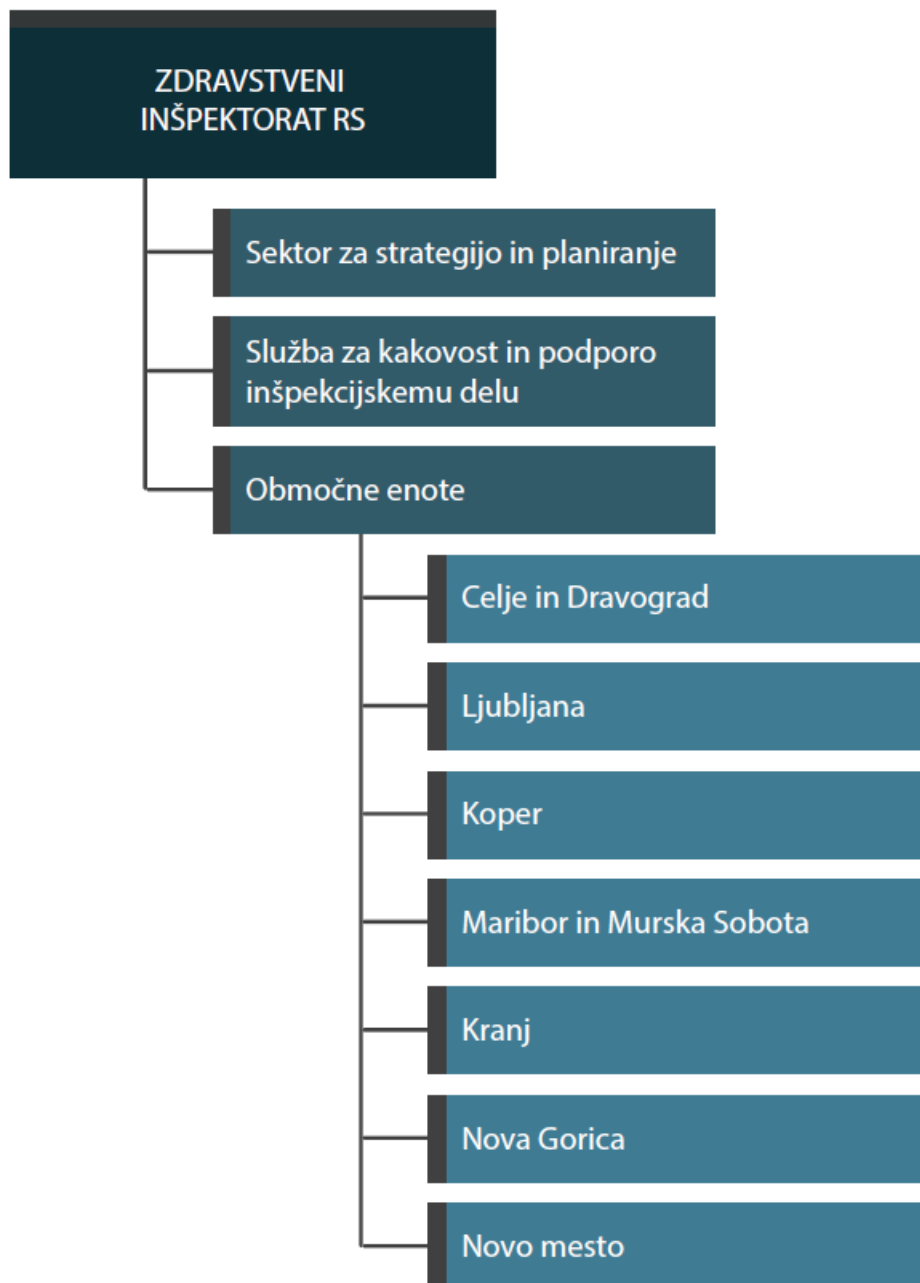 ZDRAVSTVENI
INŠPEKTORAT RS
Sektor za strategijo in planiranje
Služba za kakovost in podporo
inšpekcijskemu delu
Območne enote
Celje in Dravograd
Ljubljana
Koper
Maribor in Murska Sobota
Kranj
Nova Gorica
Novo mesto